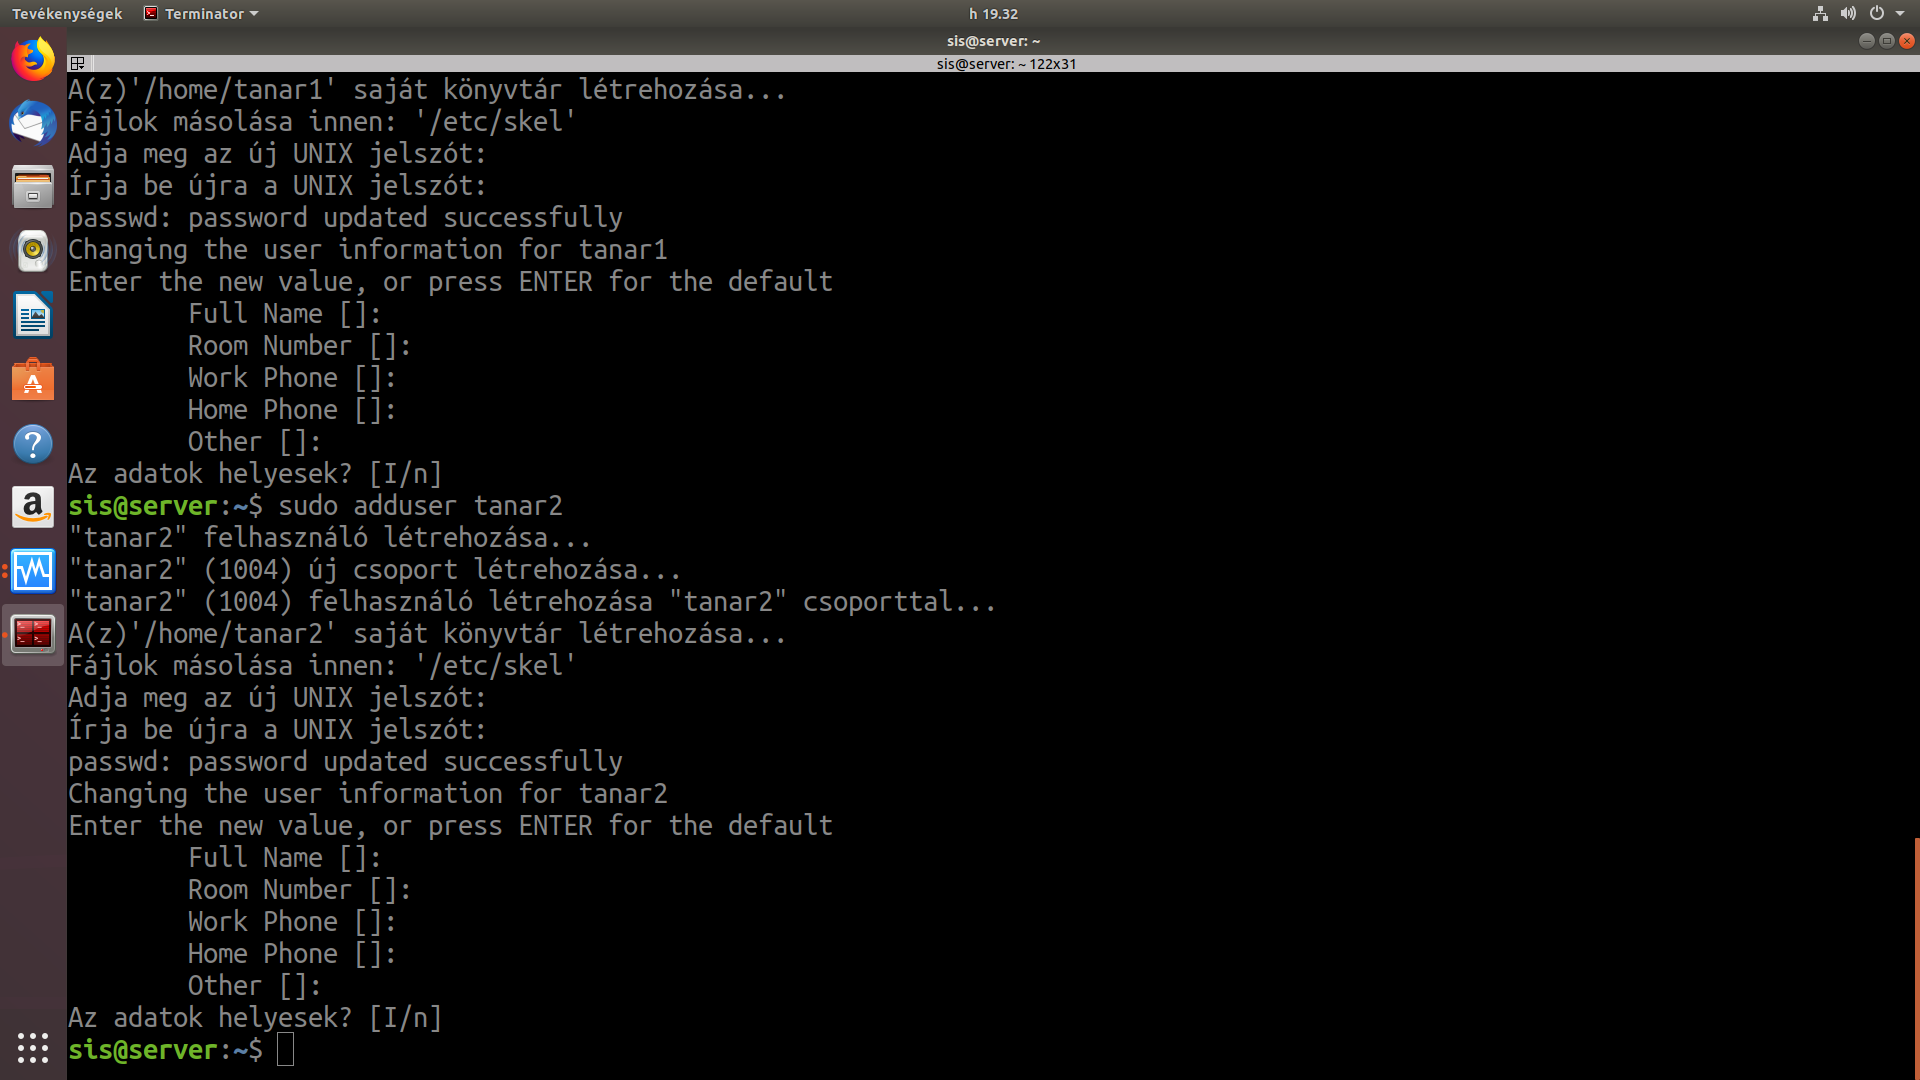 Tevékenységek Terminator h 19.32
sis@server: ~
sis@server: ~ 122x31
A(z)'/home/tanar1' saját könyvtár létrehozása...
Fájlok másolása innen: '/etc/skel'
Adja meg az új UNIX jelszót:
Írja be újra a UNIX jelszót:
passwd: password updated successfully
Changing the user information for tanar1
Enter the new value, or press ENTER for the default
        Full Name []:
        Room Number []:
        Work Phone []:
        Home Phone []:
        Other []:
Az adatok helyesek? [I/n]
sis@server:~$ sudo adduser tanar2
"tanar2" felhasználó létrehozása...
"tanar2" (1004) új csoport létrehozása...
"tanar2" (1004) felhasználó létrehozása "tanar2" csoporttal...
A(z)'/home/tanar2' saját könyvtár létrehozása...
Fájlok másolása innen: '/etc/skel'
Adja meg az új UNIX jelszót:
Írja be újra a UNIX jelszót:
passwd: password updated successfully
Changing the user information for tanar2
Enter the new value, or press ENTER for the default
        Full Name []:
        Room Number []:
        Work Phone []:
        Home Phone []:
        Other []:
Az adatok helyesek? [I/n]
sis@server:~$